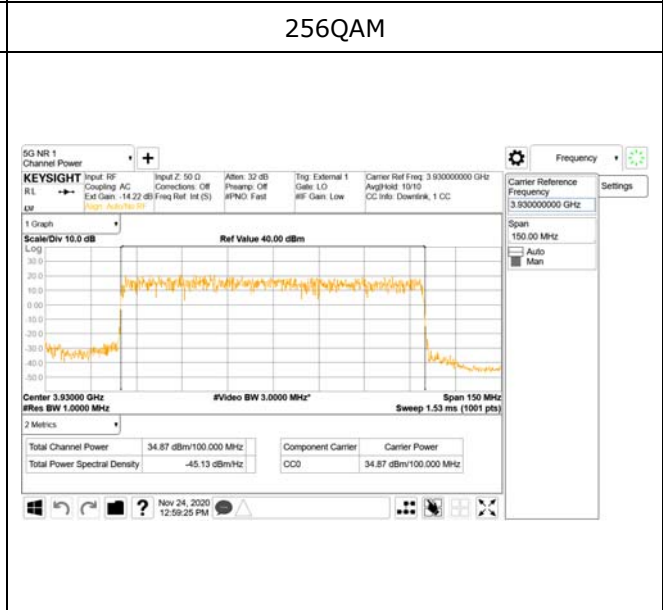 256QAM
5G NR 1
Channel Power
Frequency
KEYSIGHT
RL
Input: RF
Coupling: AC
Ext Gain: -14.22 dB
Align: Auto/No RF
Input Z: 50 Ω
Corrections: Off
Freq Ref: Int (S)
Atten: 32 dB
Preamp: Off
#PNO: Fast
Trig: External 1
Gate: LO
#IF Gain: Low
Carrier Ref Freq: 3.930000000 GHz
Avg|Hold: 10/10
CC Info: Downlink, 1 CC
Carrier Reference
Frequency
3.930000000 GHz
Settings
Span
150.00 MHz
Auto
Man
1 Graph
Scale/Div 10.0 dB
Ref Value 40.00 dBm
Log
30.0
20.0
10.0
0.00
-10.0
-20.0
-30.0
-40.0
-50.0
Center 3.93000 GHz
#Video BW 3.0000 MHz*
Span 150 MHz
#Res BW 1.0000 MHz
Sweep 1.53 ms (1001 pts)
2 Metrics
Total Channel Power 34.87 dBm/100.000 MHz
Total Power Spectral Density -45.13 dBm/Hz
Component Carrier Carrier Power
CC0 34.87 dBm/100.000 MHz
?
Nov 24, 2020
12:59:25 PM